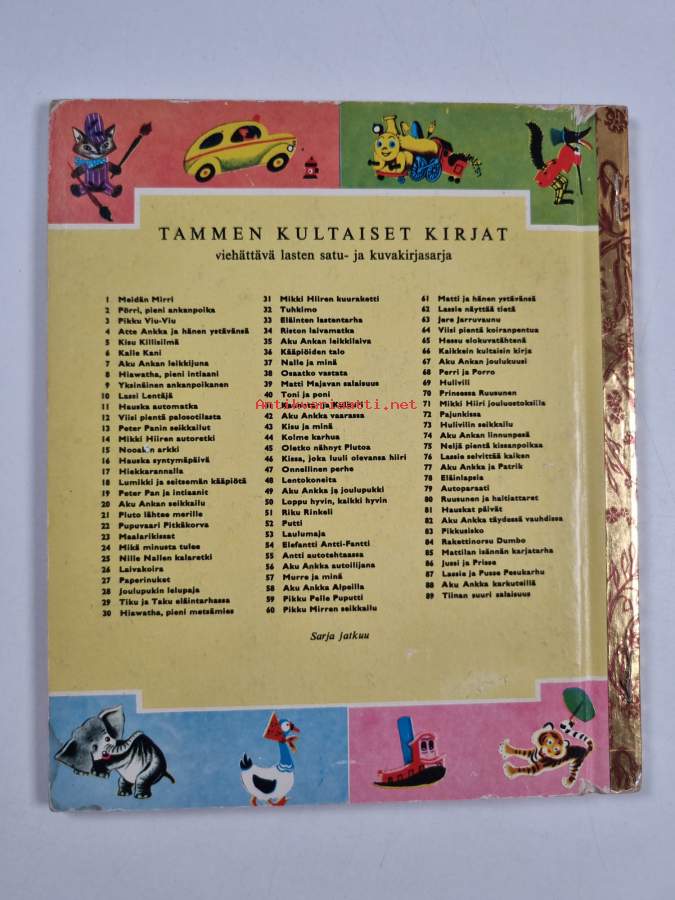 TAMMEN KULTAISET KIRJAT
viehättävä lasten satu- ja kuvakirjasarja
1 Meidän Mirri
2 Pörri, pieni ankanpoika
3 Pikku Viu-Viu
4 Atte Ankka ja hänen ystävänsä
5 Kisu Killisilmä
6 Kalle Kani
7 Aku Ankan leikkijuna
8 Hiawatha, pieni intiaani
9 Yksinäinen ankanpoikanen
10 Lassi Lentäjä
11 Hauska automatka
12 Viisi pientä palosotilasta
13 Peter Panin seikkailut
14 Mikki Hiiren autoretki
15 Nooakin arkki
16 Hauska syntymäpäivä
17 Hiekkarannalla
18 Lumikki ja seitsemän kääpiötä
19 Peter Pan ja intiaanit
20 Aku Ankan seikkailu
21 Pluto lähtee merille
22 Pupuvaari Pitkäkorva
23 Maalarikissat
24 Mikä minusta tulee
25 Nille Nallen kalaretki
26 Laivakoira
27 Paperinuket
28 Joulupukin lelupaja
29 Tiku ja Taku eläintarhassa
30 Hiawatha, pieni metsämies
31 Mikki Hiiren kuuraketti
32 Tuhkimo
33 Eläinten lastentarha
34 Riston laivamatka
35 Aku Ankan leikkilaiva
36 Kääpiöiden talo
37 Nalle ja minä
38 Osaatko vastata
39 Matti Majavan salaisuus
40 Toni ja poni
42 Aku Ankka vaarassa
43 Kisu ja minä
44 Kolme karhua
45 Oletko nähnyt Plutoa
46 Kissa, joka luuli olevansa hiiri
47 Onnellinen perhe
48 Lentokoneita
49 Aku Ankka ja joulupukki
50 Loppu hyvin, kaikki hyvin
51 Riku Rinkeli
52 Putti
53 Laulumaja
54 Elefantti Antti-Fantti
55 Antti autotehtaassa
56 Aku Ankka autoilijana
57 Murre ja minä
58 Aku Ankka Alpeilla
59 Pikku Pelle Puputti
60 Pikku Mirren seikkailu
61 Matti ja hänen ystävänsä
62 Lassie näyttää tietä
63 Jere Jarruvaunu
64 Viisi pientä koiranpentua
65 Hessu elokuvatähtenä
66 Kaikkein kultaisin kirja
67 Aku Ankan joulukuusi
68 Perri ja Porro
69 Hulivili
70 Prinsessa Ruusunen
71 Mikki Hiiri jouluostoksilla
72 Pajunkissa
73 Hulivilin seikkailu
74 Aku Ankan linnunpesä
75 Neljä pientä kissanpoikaa
76 Lassie selvittää kaiken
77 Aku Ankka ja Patrik
78 Eläinlapsia
79 Autoparaati
80 Ruusunen ja haltiattaret
81 Hauskat päivät
82 Aku Ankka täydessä vauhdissa
83 Pikkusisko
84 Rakettinorsu Dumbo
85 Mattilan isännän karjatarha
86 Jussi ja Prisse
87 Lassie ja Pusse Pesukarhu
88 Aku Ankka karkuteillä
89 Tiinan suuri salaisuus
Sarja jatkuu
Antikvariaatti.net